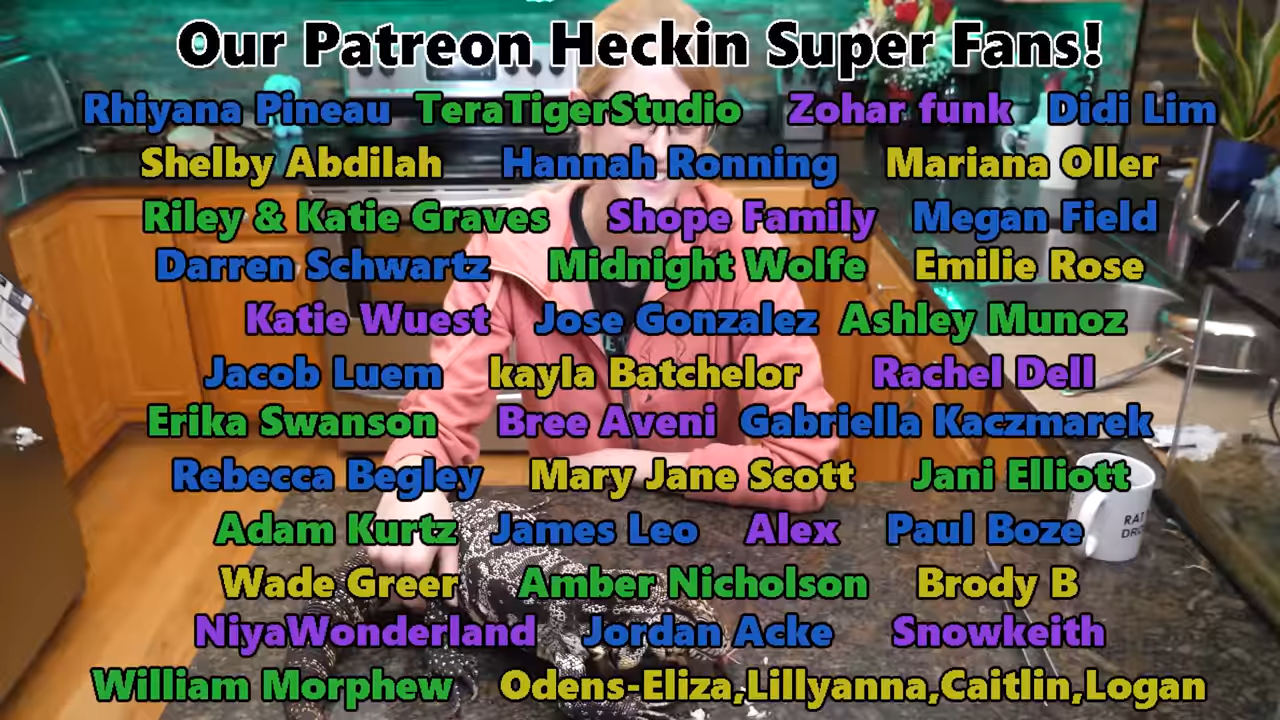 Our Patreon Heckin Super Fans!
Rhiyana Pineau TeraTigerStudio Zohar funk Didi Lim
Shelby Abdilah Hannah Ronning Mariana Oller
Riley & Katie Graves Shope Family Megan Field
Darren Schwartz Midnight Wolfe Emilie Rose
Katie Wuest Jose Gonzalez Ashley Munoz
Jacob Luem kayla Batchelor Rachel Dell
Erika Swanson Bree Aveni Gabriella Kaczmarek
Rebecca Begley Mary Jane Scott Jani Elliott
Adam Kurtz James Leo Alex Paul Boze
Wade Greer Amber Nicholson Brody B
NiyaWonderland Jordan Acke Snowkeith
William Morphew Odens-Eliza,Lillyanna,Caitlin,Logan